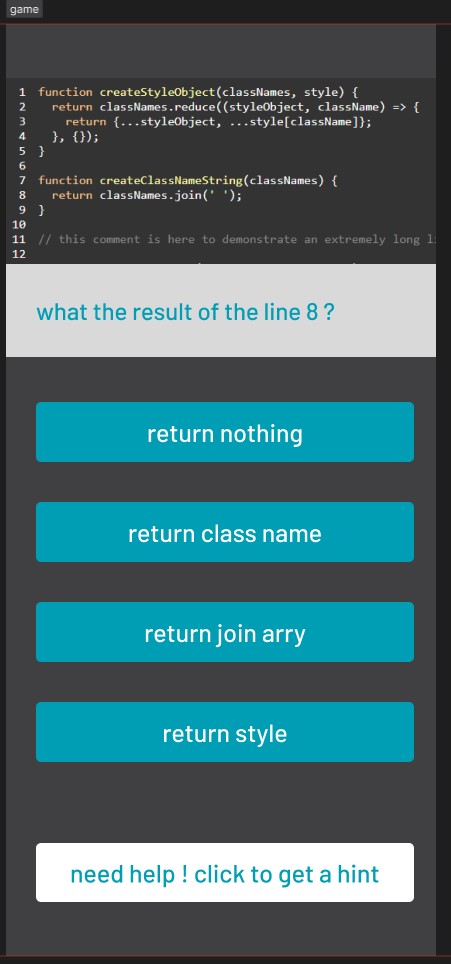 game
1 function createStyleObject(classNames, style) {
2   return classNames.reduce((styleObject, className) => {
3     return {...styleObject, ...style[className]};
4   }, {});
5 }
6
7 function createClassNameString(classNames) {
8   return classNames.join(' ');
9 }
10
11 // this comment is here to demonstrate an extremely long l
12
what the result of the line 8 ?
return nothing
return class name
return join arry
return style
need help ! click to get a hint